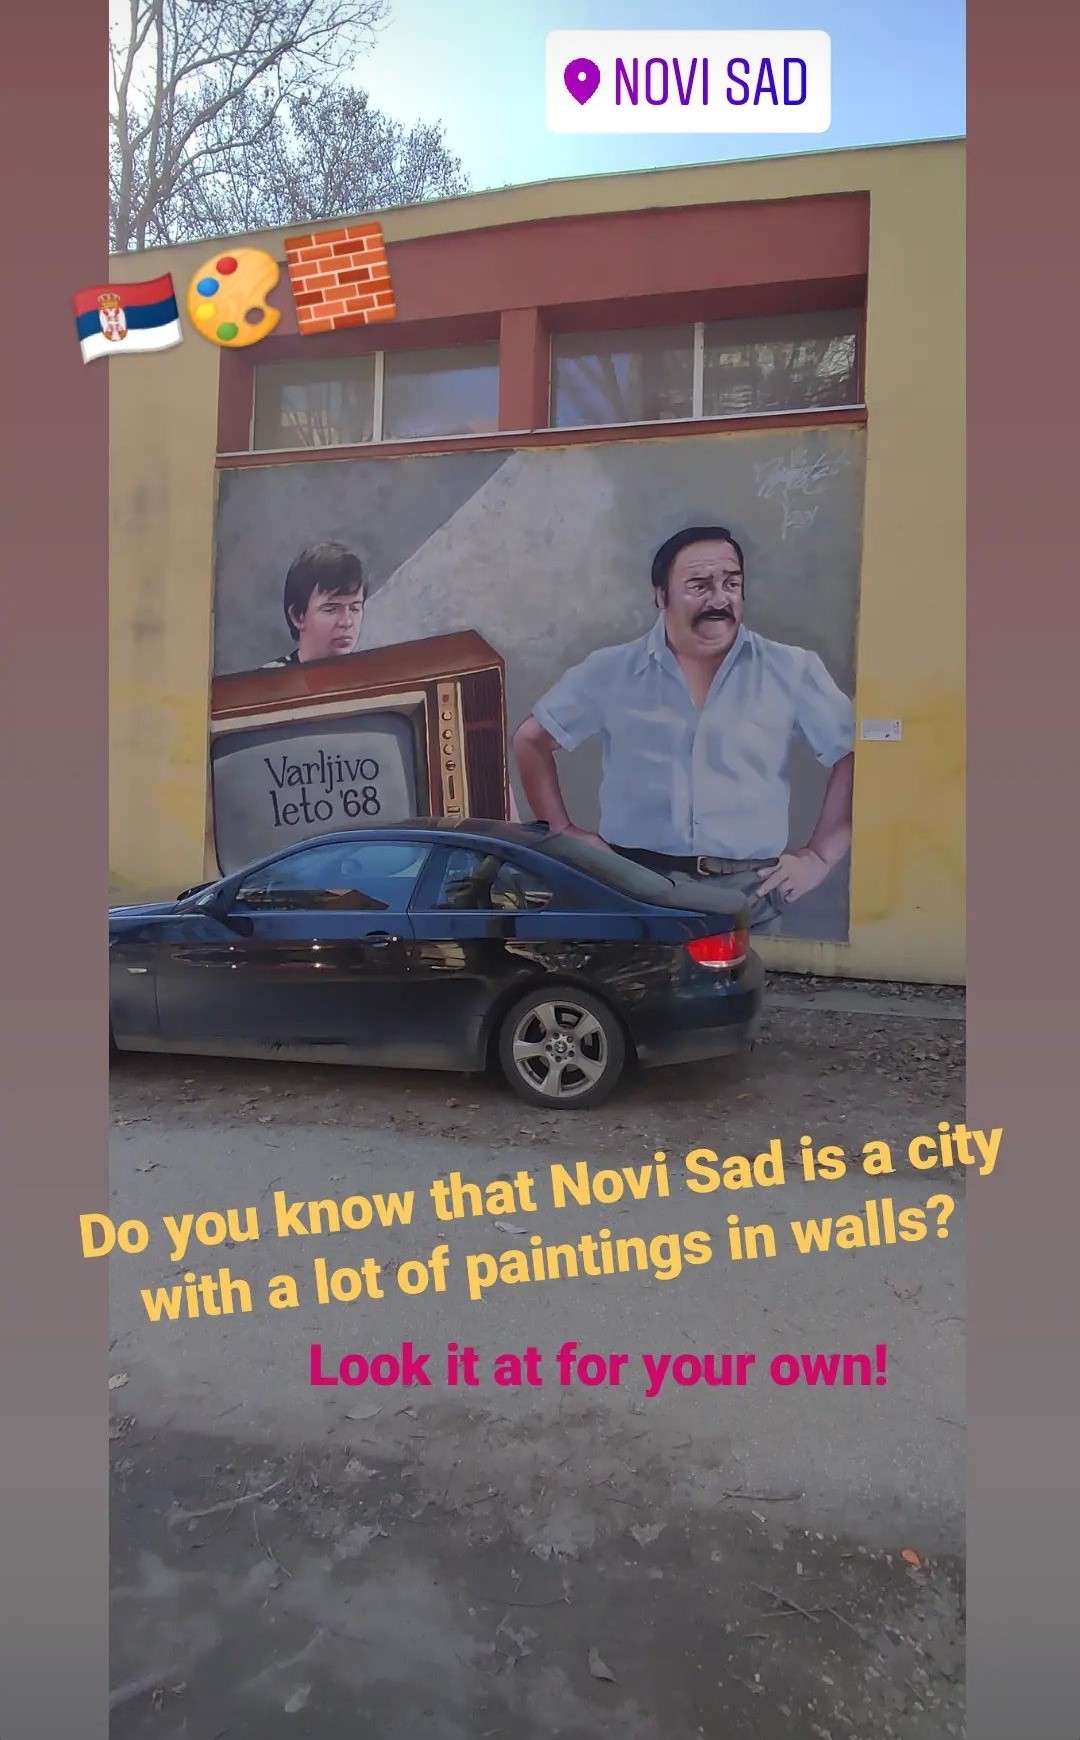 NOVI SAD
Varljivo
leto '68
Do you know that Novi Sad is a city
with a lot of paintings in walls?
Look it at for your own!